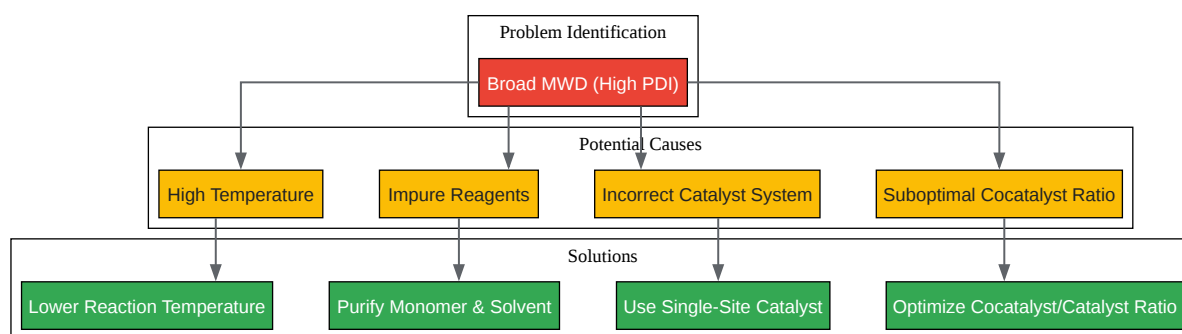 Problem Identification
Broad MWD (High PDI)
Potential Causes
High Temperature
Impure Reagents
Incorrect Catalyst System
Suboptimal Cocatalyst Ratio
Solutions
Lower Reaction Temperature
Purify Monomer & Solvent
Use Single-Site Catalyst
Optimize Cocatalyst/Catalyst Ratio